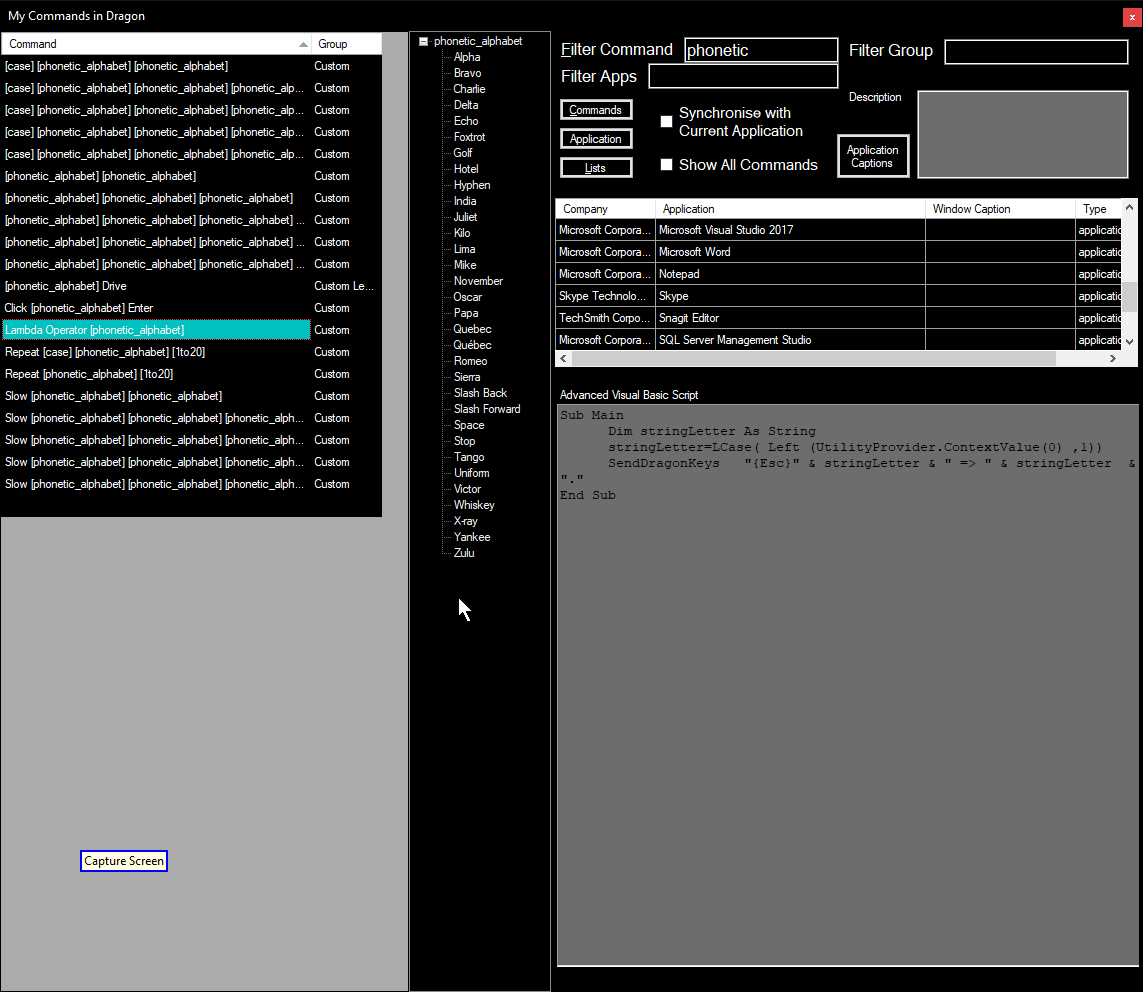 My Commands in Dragon
x
Command Group
[case] [phonetic_alphabet] [phonetic_alphabet] Custom
[case] [phonetic_alphabet] [phonetic_alphabet] [phonetic_alp... Custom
[case] [phonetic_alphabet] [phonetic_alphabet] [phonetic_alp... Custom
[case] [phonetic_alphabet] [phonetic_alphabet] [phonetic_alp... Custom
[case] [phonetic_alphabet] [phonetic_alphabet] [phonetic_alp... Custom
[phonetic_alphabet] [phonetic_alphabet] Custom
[phonetic_alphabet] [phonetic_alphabet] [phonetic_alphabet] Custom
[phonetic_alphabet] [phonetic_alphabet] [phonetic_alphabet] ... Custom
[phonetic_alphabet] [phonetic_alphabet] [phonetic_alphabet] ... Custom
[phonetic_alphabet] [phonetic_alphabet] [phonetic_alphabet] ... Custom
[phonetic_alphabet] Drive Custom Le...
Click [phonetic_alphabet] Enter Custom
Lambda Operator [phonetic_alphabet] Custom
Repeat [case] [phonetic_alphabet] [1to20] Custom
Repeat [phonetic_alphabet] [1to20] Custom
Slow [phonetic_alphabet] [phonetic_alphabet] Custom
Slow [phonetic_alphabet] [phonetic_alphabet] [phonetic_alph... Custom
Slow [phonetic_alphabet] [phonetic_alphabet] [phonetic_alph... Custom
Slow [phonetic_alphabet] [phonetic_alphabet] [phonetic_alph... Custom
Slow [phonetic_alphabet] [phonetic_alphabet] [phonetic_alph... Custom
Capture Screen
phonetic_alphabet
Alpha
Bravo
Charlie
Delta
Echo
Foxtrot
Golf
Hotel
Hyphen
India
Juliet
Kilo
Lima
Mike
November
Oscar
Papa
Quebec
Québec
Romeo
Sierra
Slash Back
Slash Forward
Space
Stop
Tango
Uniform
Victor
Whiskey
X-ray
Yankee
Zulu
Filter Command phonetic Filter Group
Filter Apps
Description
Commands
Application
Lists
Synchronise with
Current Application
Show All Commands
Application
Captions
Company Application Window Caption Type
Microsoft Corpora... Microsoft Visual Studio 2017 applicatio
Microsoft Corpora... Microsoft Word applicatio
Microsoft Corpora... Notepad applicatio
Skype Technolo... Skype applicatio
TechSmith Corpo... Snagit Editor applicatio
Microsoft Corpora... SQL Server Management Studio applicatio
Advanced Visual Basic Script
Sub Main
Dim stringLetter As String
stringLetter=LCase( Left (UtilityProvider.ContextValue(0) ,1))
SendDragonKeys "{Esc}" & stringLetter & " => " & stringLetter &
"."
End Sub